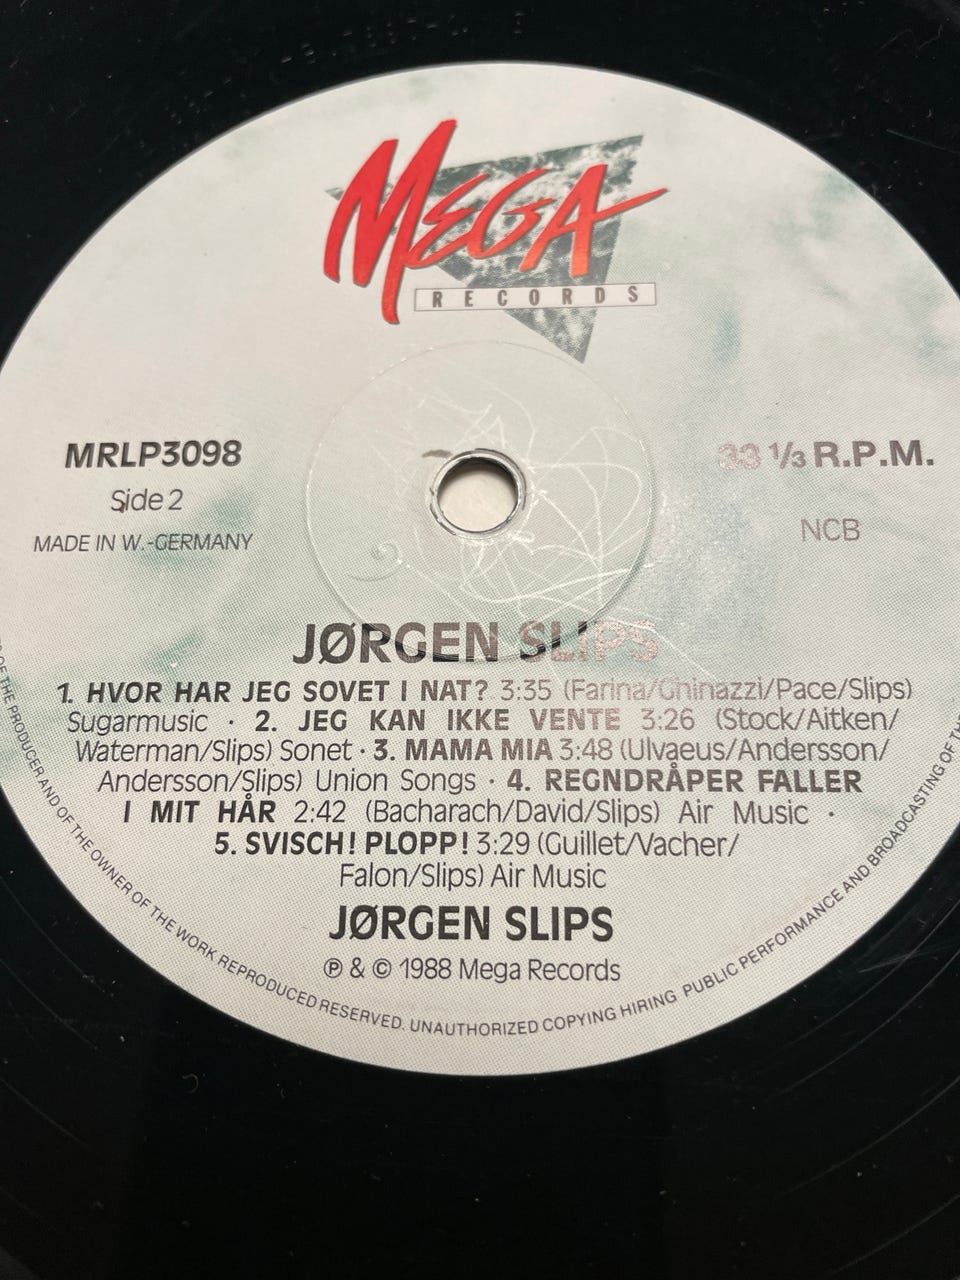 MEGA
RECORDS
MRLP3098
Side 2
MADE IN W.-GERMANY
33 1/3 R.P.M.
NCB
JØRGEN SLIPS
1. HVOR HAR JEG SOVET I NAT? 3:35 (Farina/Ghinazzi/Pace/Slips)
Sugarmusic · 2. JEG KAN IKKE VENTE 3:26 (Stock/Aitken/
Waterman/Slips) Sonet · 3. MAMA MIA 3:48 (Ulvaeus/Andersson/
Andersson/Slips) Union Songs · 4. REGNDRÅPER FALLER
I MIT HÅR 2:42 (Bacharach/David/Slips) Air Music ·
5. SVISCH! PLOPP! 3:29 (Guillet/Vacher/
Falon/Slips) Air Music
JØRGEN SLIPS
℗ & © 1988 Mega Records
OF THE PRODUCER AND OF THE OWNER OF THE WORK REPRODUCED RESERVED. UNAUTHORIZED COPYING HIRING PUBLIC PERFORMANCE AND BROADCASTING OF